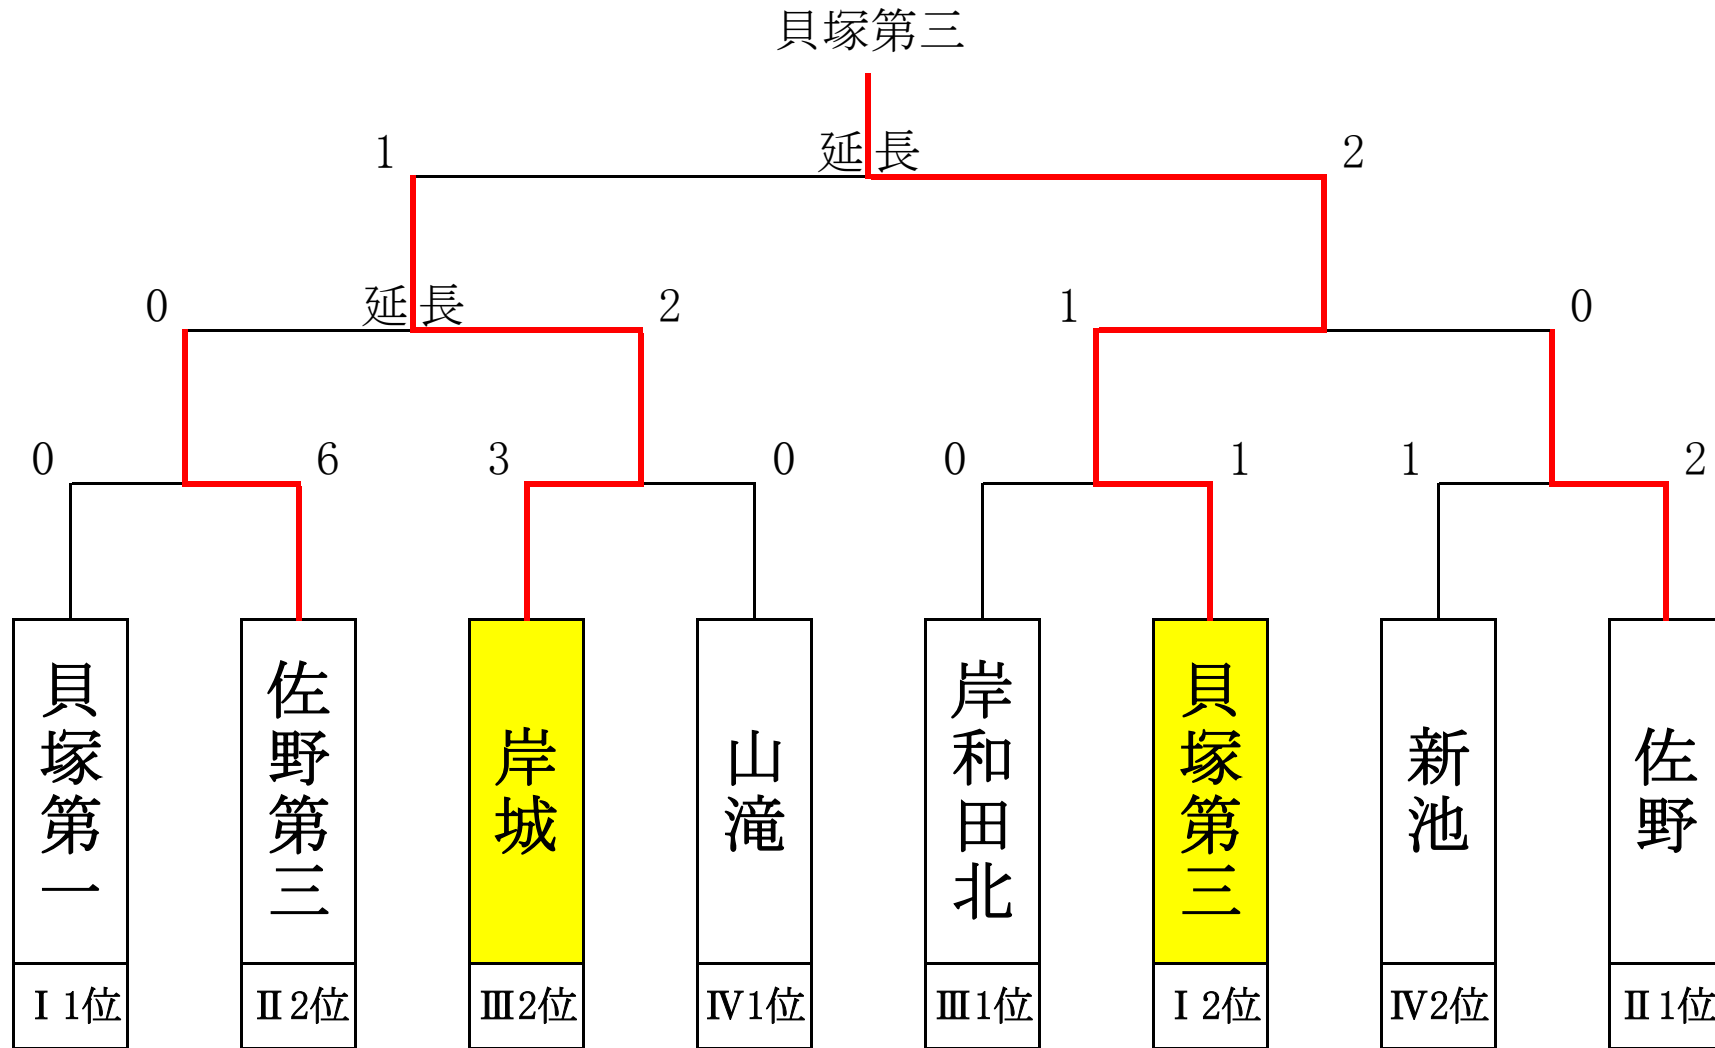 貝塚第三
1 延長 2
0 延長 2 1 0
0 6 3 0 0 1 1 2
貝塚第一
佐野第三
岸城
山滝
岸和田北
貝塚第三
新池
佐野
Ⅰ1位 Ⅱ2位 Ⅲ2位 Ⅳ1位 Ⅲ1位 Ⅰ2位 Ⅳ2位 Ⅱ1位